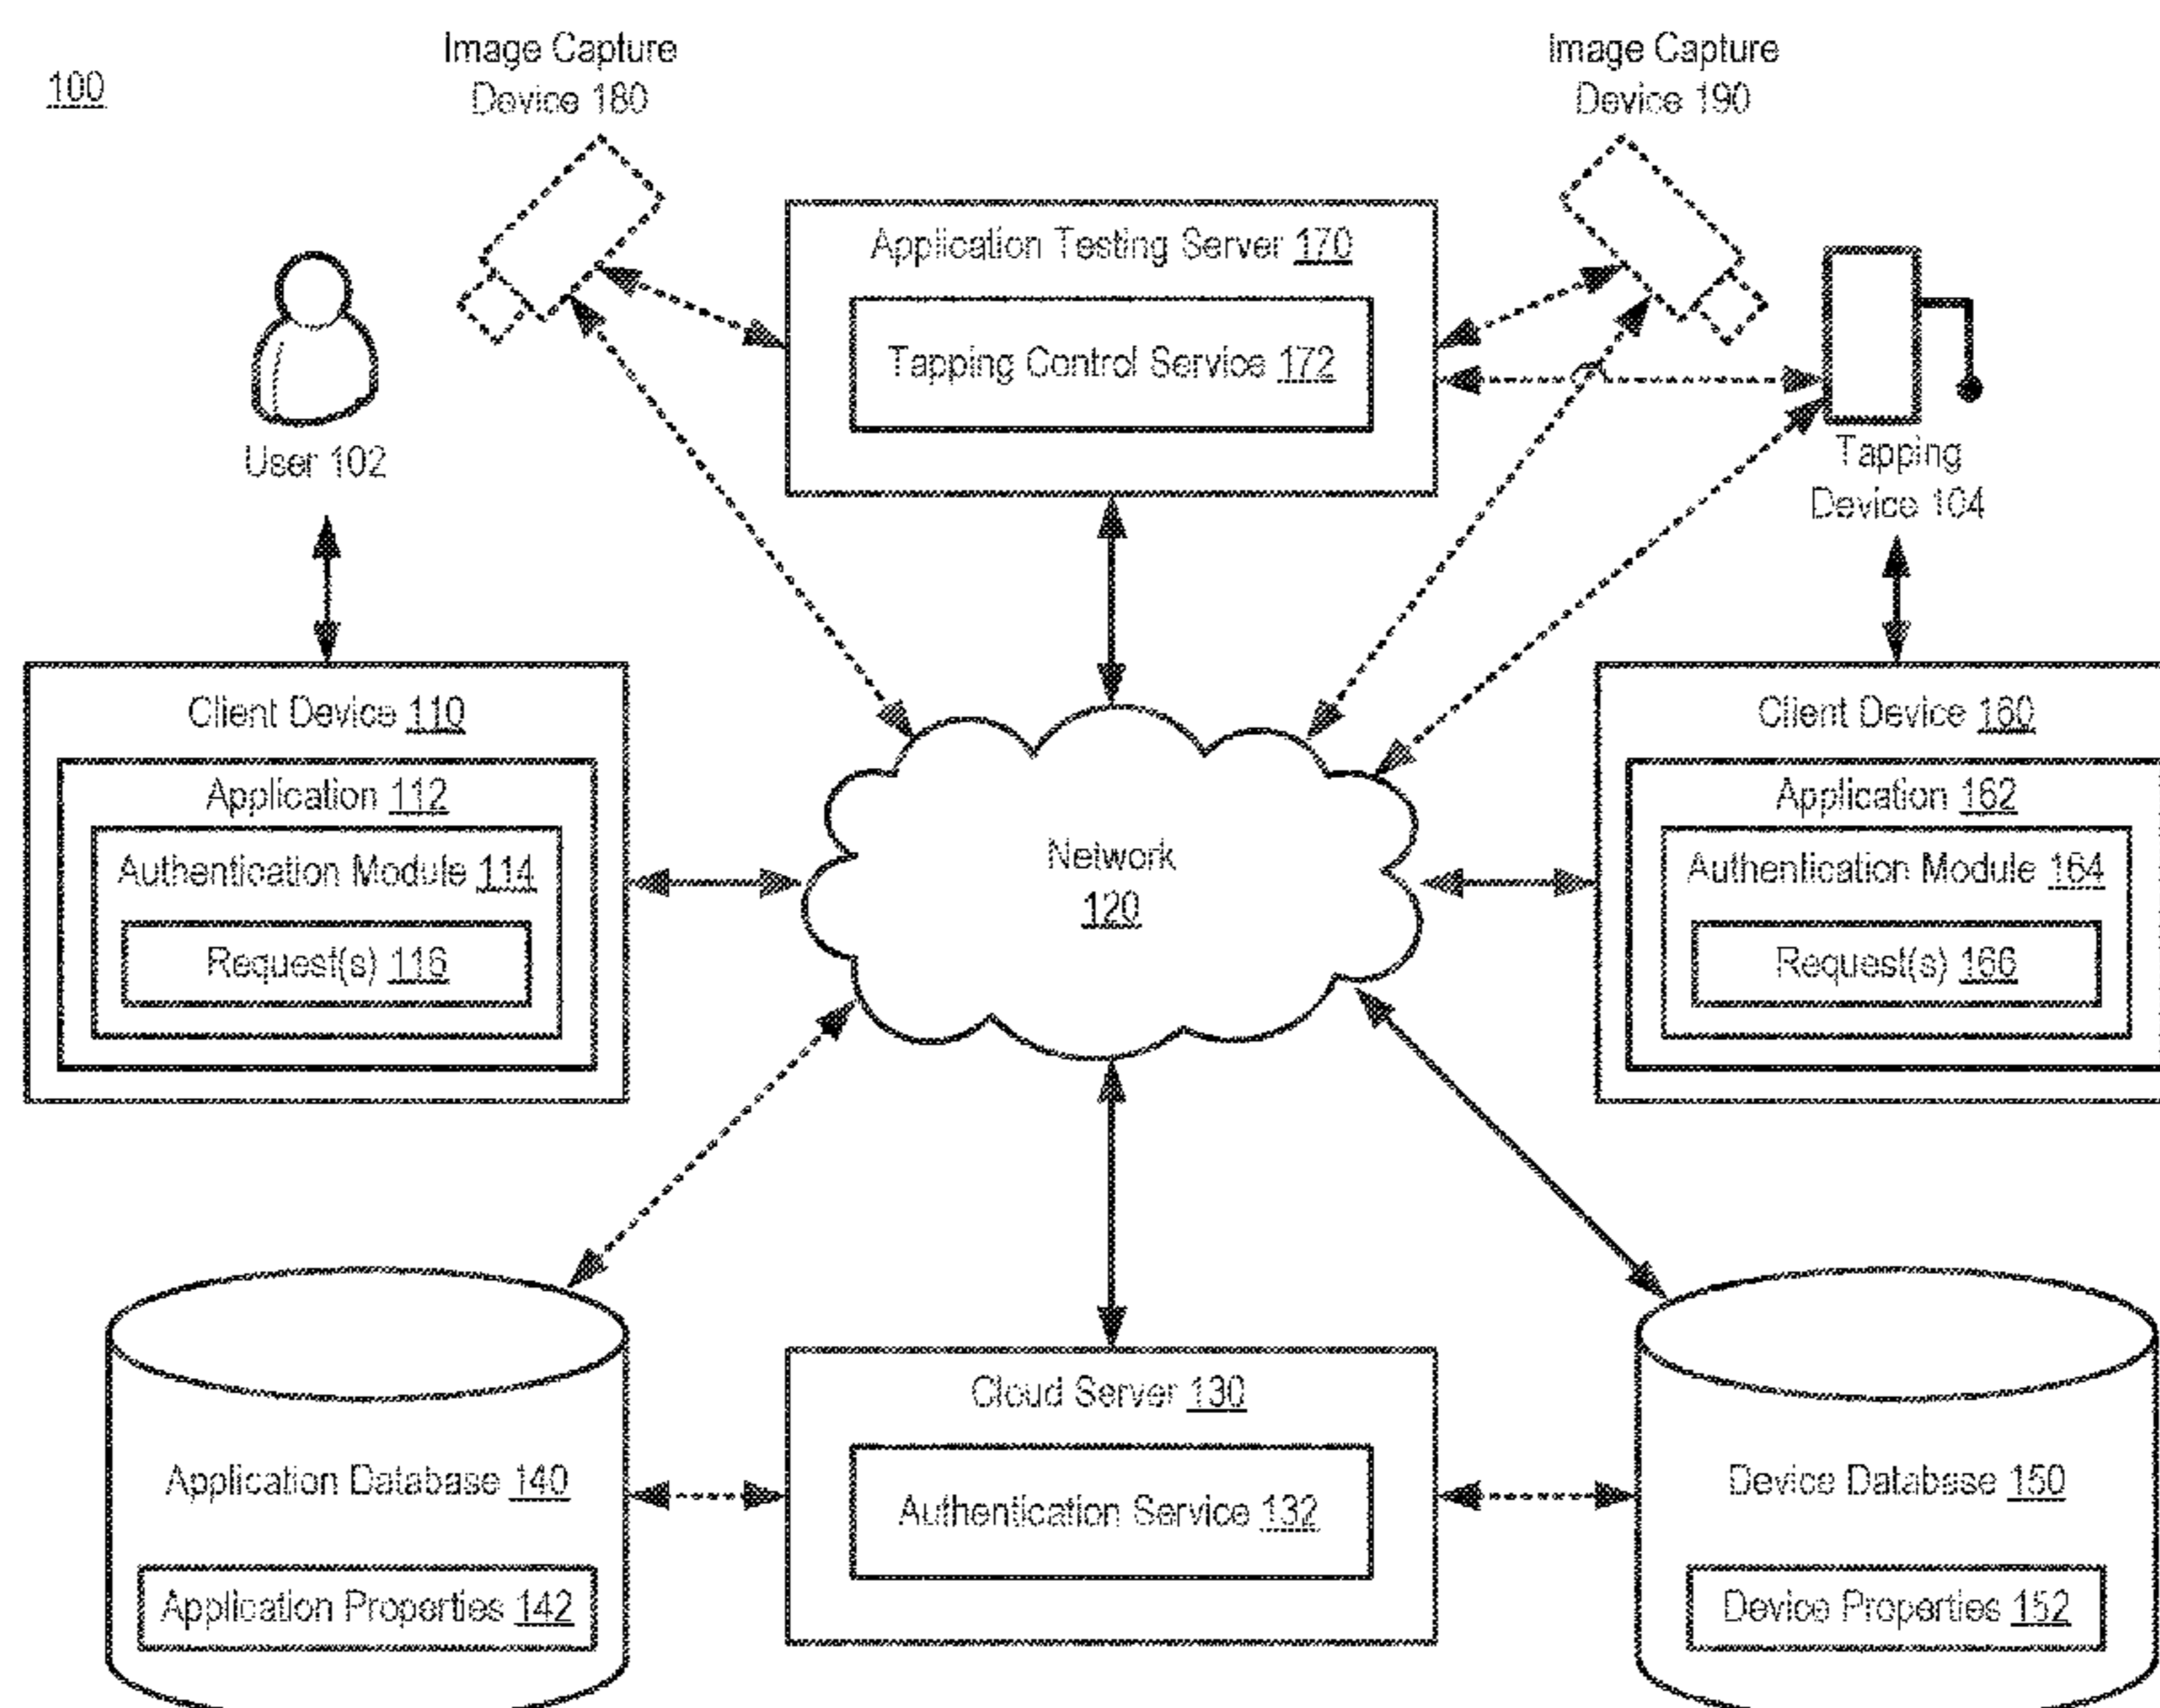 100
Image Capture
Device 180
Image Capture
Device 190
Application Testing Server 170
Tapping Control Service 172
User 102
Tapping
Device 104
Client Device 110
Application 112
Authentication Module 114
Request(s) 116
Network
120
Client Device 160
Application 162
Authentication Module 164
Request(s) 166
Application Database 140
Application Properties 142
Cloud Server 130
Authentication Service 132
Device Database 150
Device Properties 152